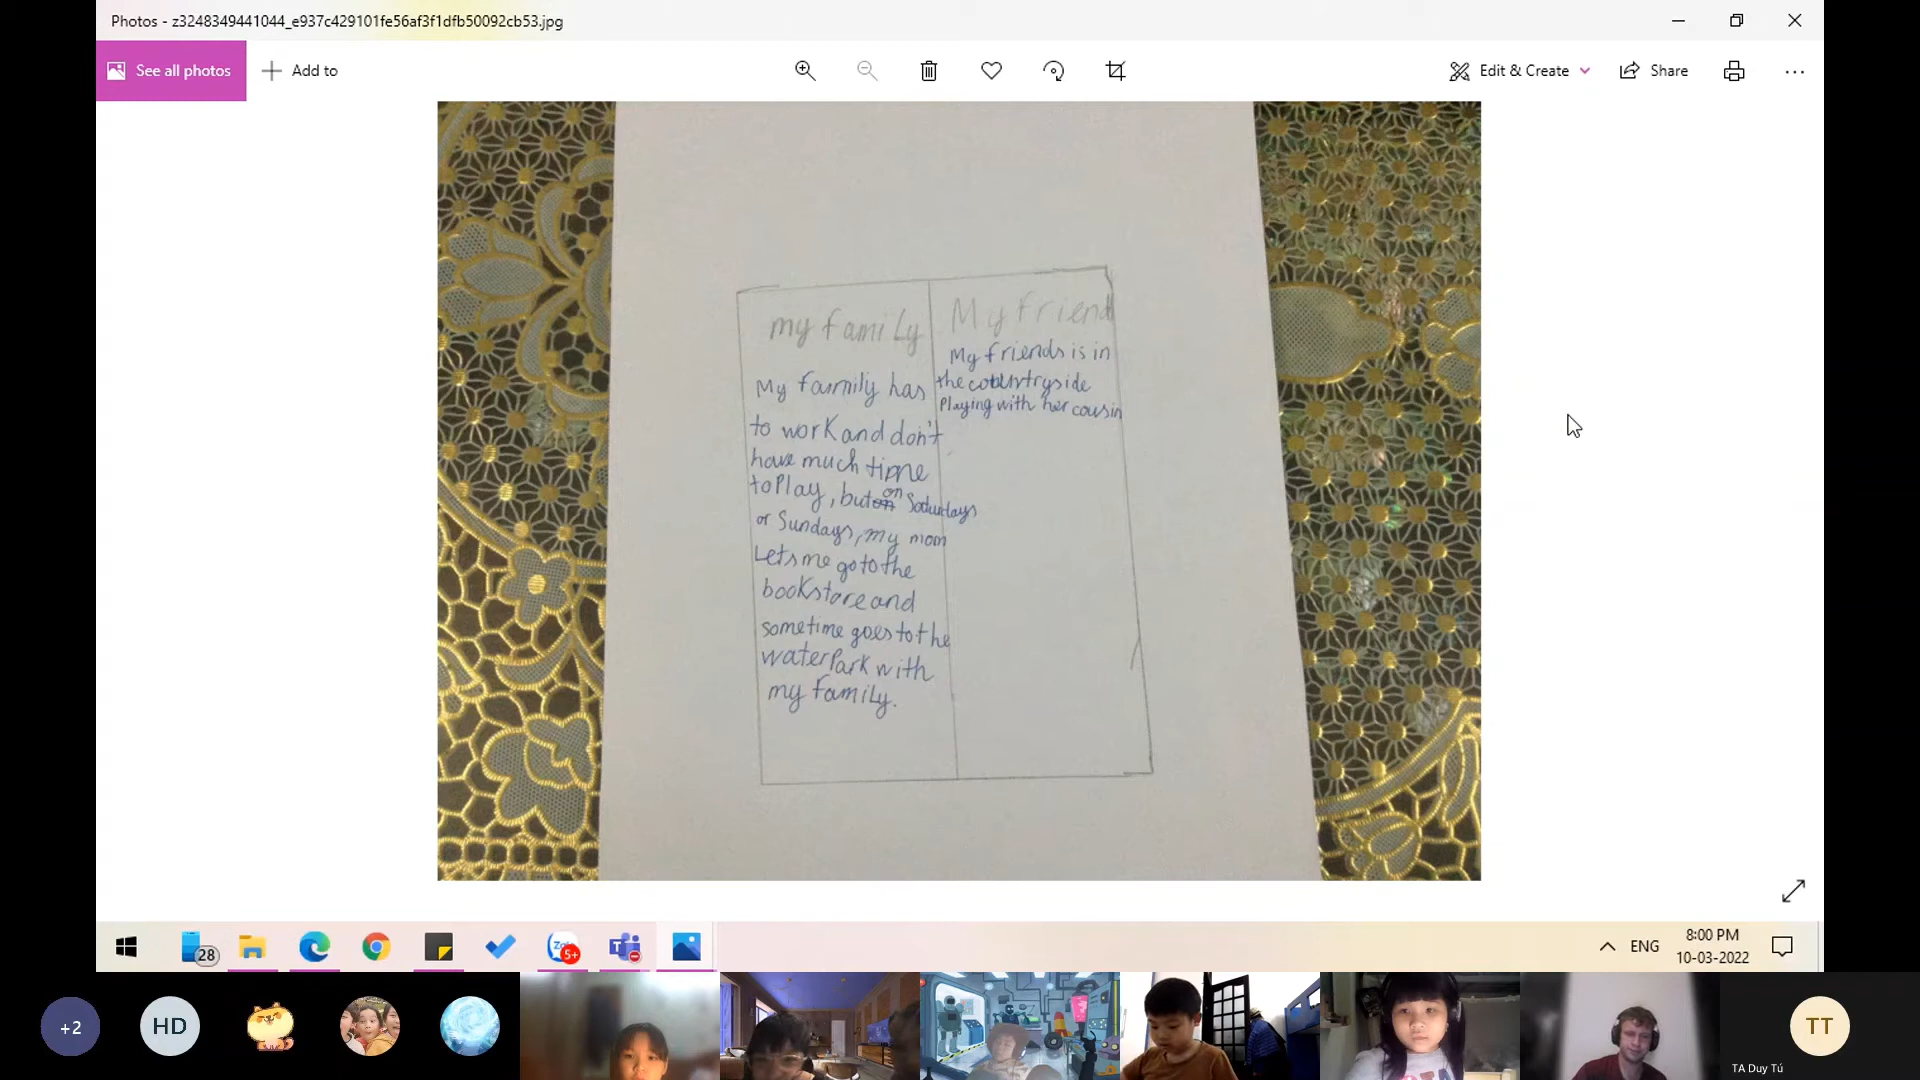 Photos - z3248349441044_e937c429101fe56af3f1dfb50092cb53.jpg
See all photos
Add to
Edit & Create
Share
my family
My family has
to work and don't
have much time
to Play, but on Saturdays
or Sundays, my mom
Lets me go to the
bookstore and
sometime goes to the
water Park with
my family.
My friend
My friends is in
the countryside
Playing with her cousin
28
5+
ENG
8:00 PM
10-03-2022
+2
HD
TT
TA Duy Tú